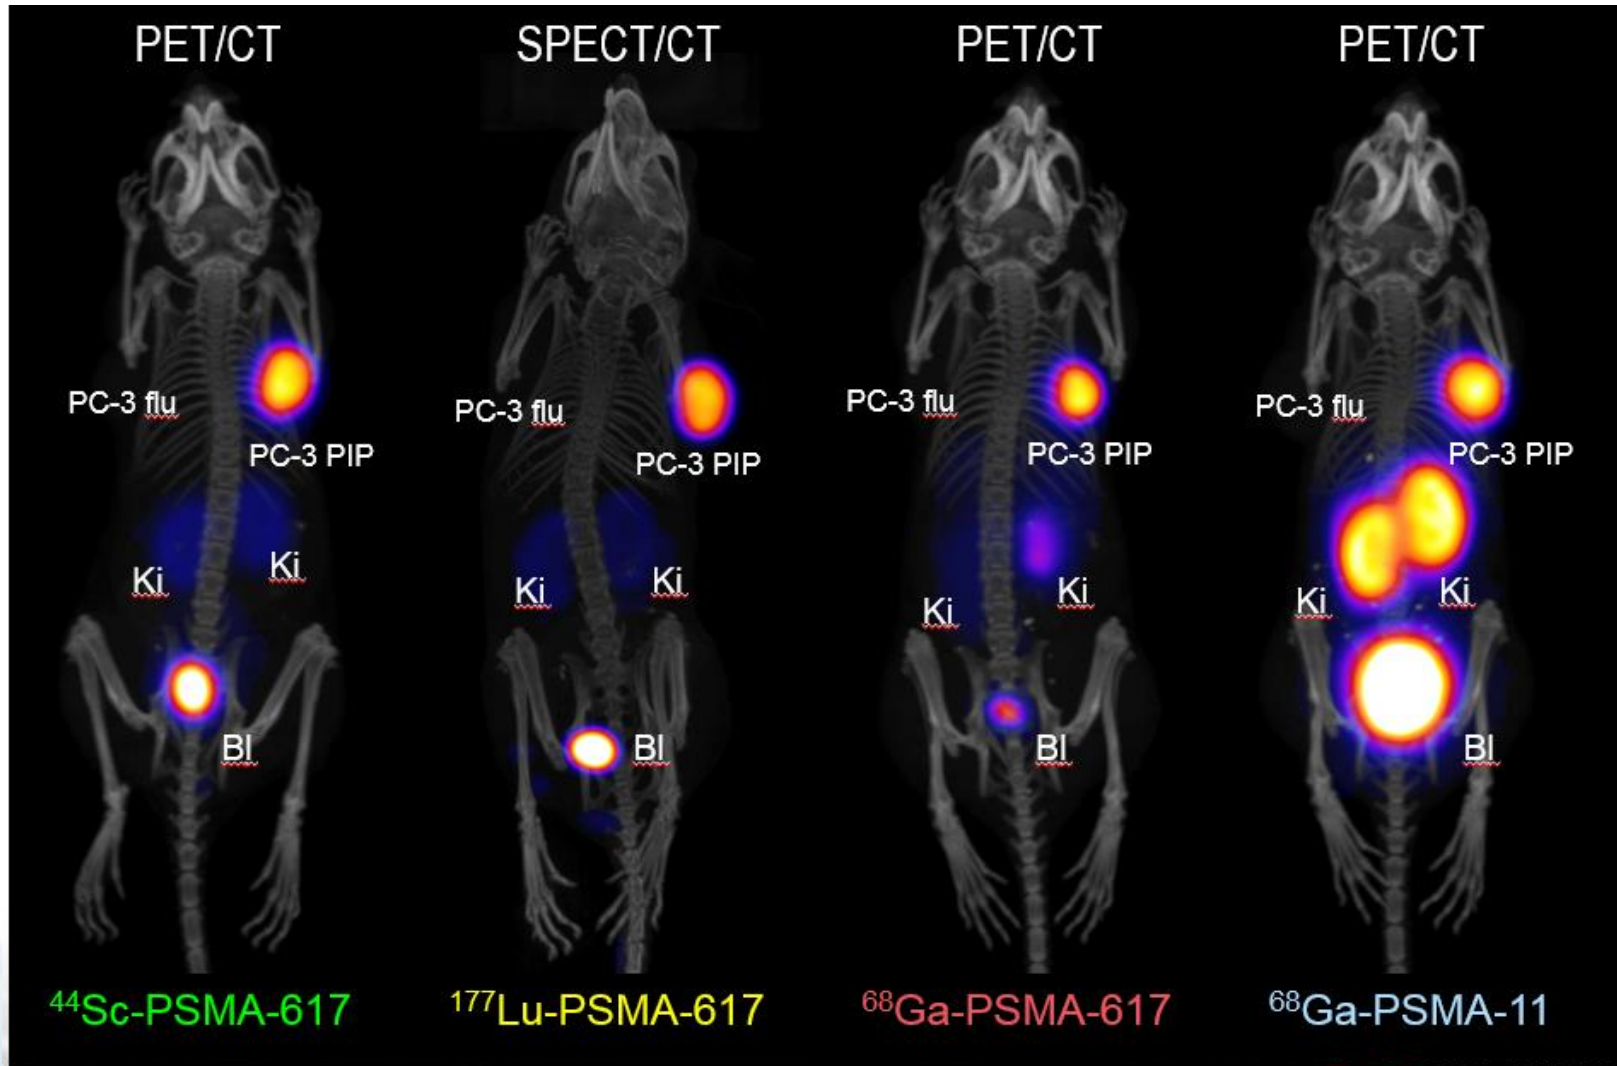 PET/CT
SPECT/CT
PET/CT
PET/CT
PC-3 flu
PC-3 PIP
PC-3 flu
PC-3 PIP
PC-3 flu
PC-3 PIP
PC-3 flu
PC-3 PIP
Ki
Ki
Ki
Ki
Ki
Ki
Ki
Ki
Bl
Bl
Bl
Bl
⁴⁴Sc-PSMA-617
¹⁷⁷Lu-PSMA-617
⁶⁸Ga-PSMA-617
⁶⁸Ga-PSMA-11